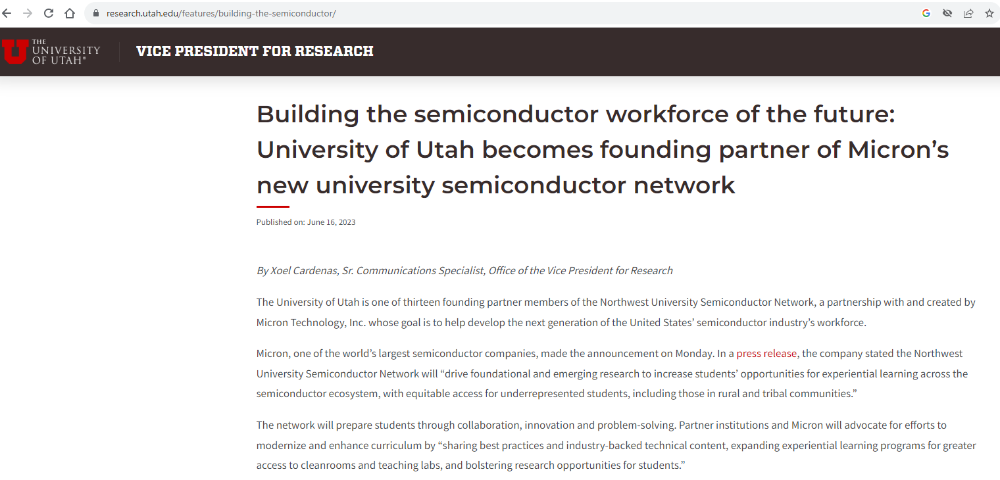 research.utah.edu/features/building-the-semiconductor/
THE
UNIVERSITY
OF UTAH®
VICE PRESIDENT FOR RESEARCH
Building the semiconductor workforce of the future:
University of Utah becomes founding partner of Micron’s
new university semiconductor network
Published on: June 16, 2023
By Xoel Cardenas, Sr. Communications Specialist, Office of the Vice President for Research
The University of Utah is one of thirteen founding partner members of the Northwest University Semiconductor Network, a partnership with and created by
Micron Technology, Inc. whose goal is to help develop the next generation of the United States’ semiconductor industry’s workforce.
Micron, one of the world’s largest semiconductor companies, made the announcement on Monday. In a press release, the company stated the Northwest
University Semiconductor Network will “drive foundational and emerging research to increase students’ opportunities for experiential learning across the
semiconductor ecosystem, with equitable access for underrepresented students, including those in rural and tribal communities.”
The network will prepare students through collaboration, innovation and problem-solving. Partner institutions and Micron will advocate for efforts to
modernize and enhance curriculum by “sharing best practices and industry-backed technical content, expanding experiential learning programs for greater
access to cleanrooms and teaching labs, and bolstering research opportunities for students.”